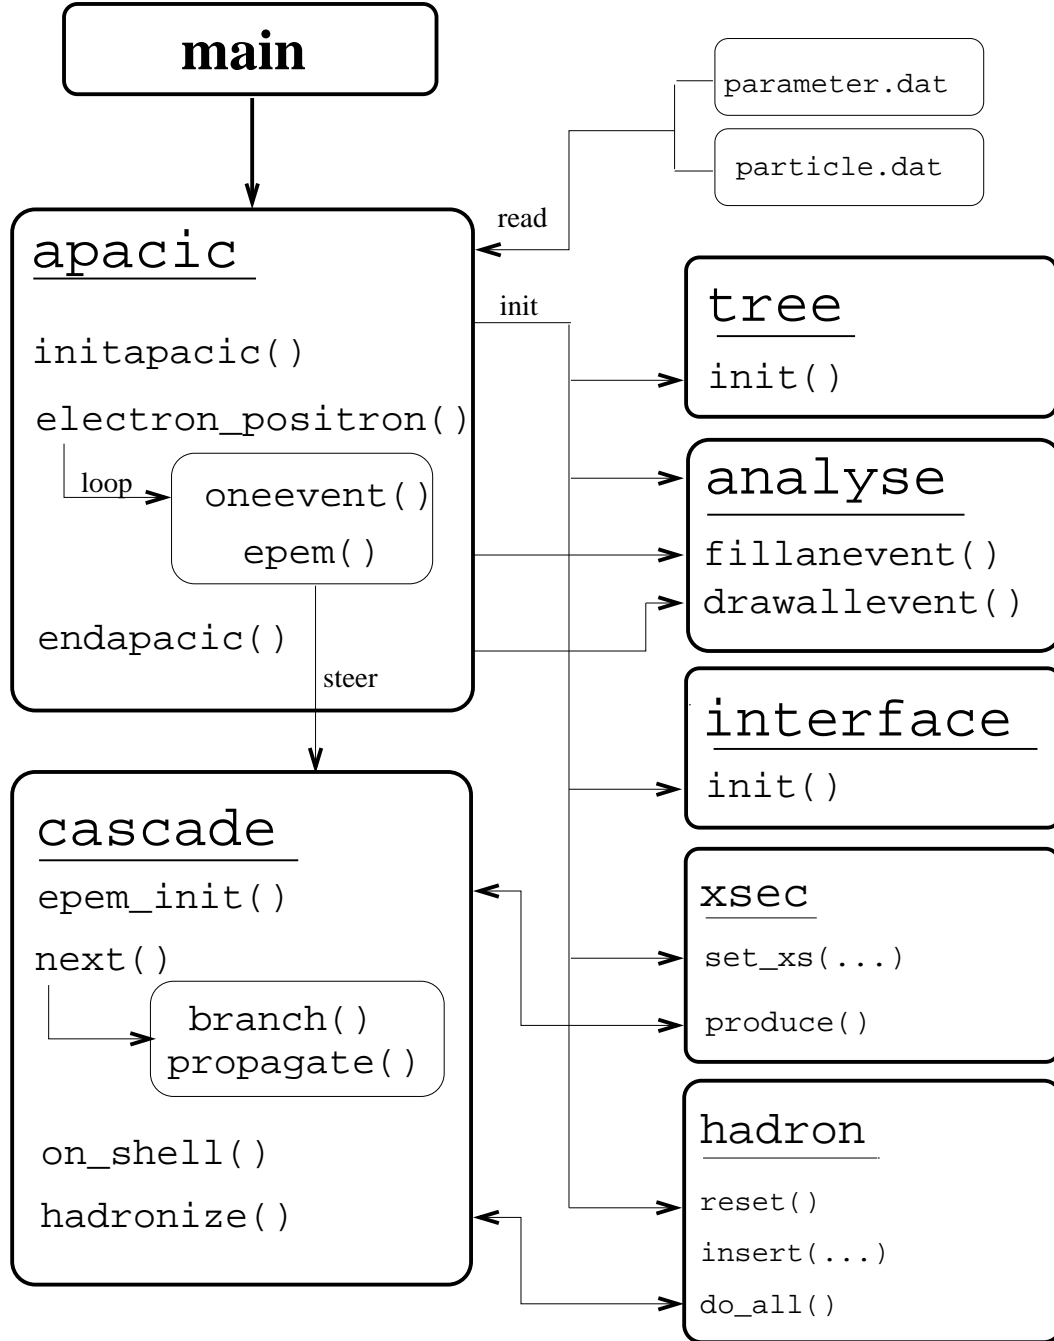 main
parameter.dat
particle.dat
read
apacic
init
initapacic()
electron_positron()
loop
oneevent()
epem()
endapacic()
steer
tree
init()
analyse
fillanevent()
drawallevent()
interface
init()
cascade
epem_init()
next()
branch()
propagate()
on_shell()
hadronize()
xsec
set_xs(...)
produce()
hadron
reset()
insert(...)
do_all()